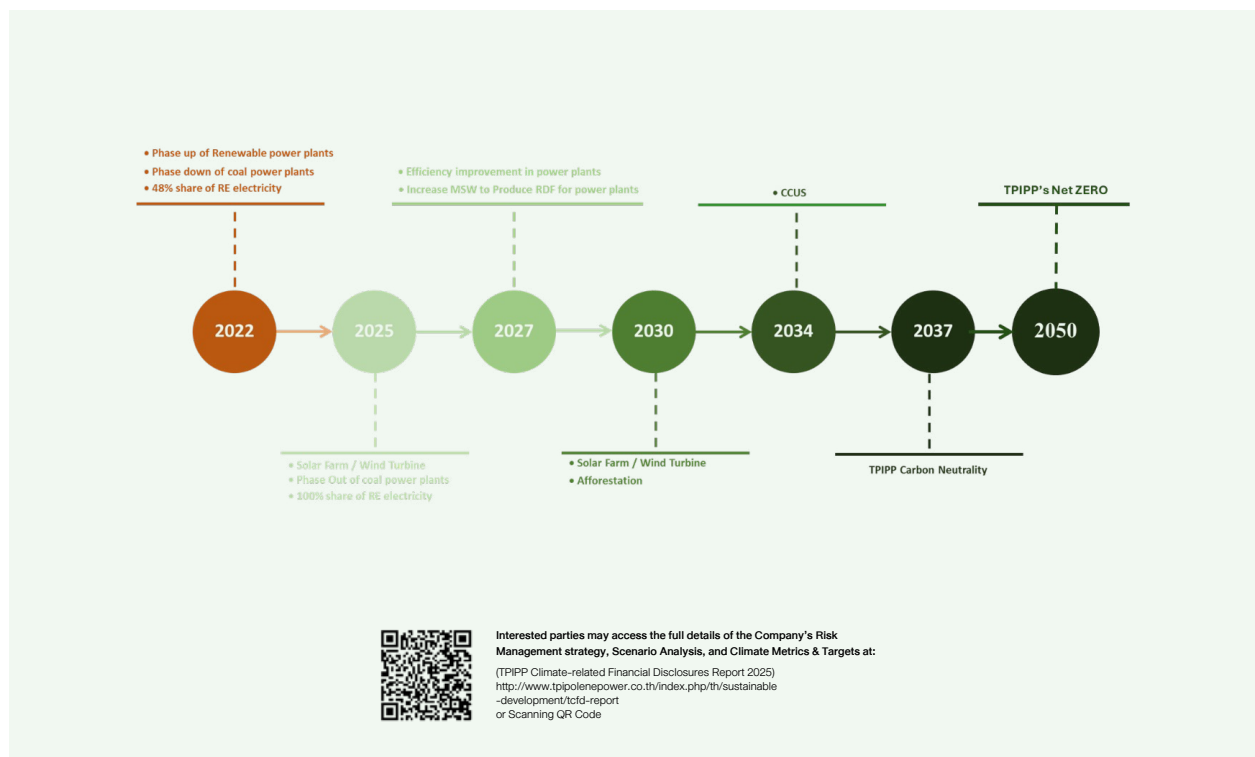 • Phase up of Renewable power plants
• Phase down of coal power plants
• 48% share of RE electricity
• Efficiency improvement in power plants
• Increase MSW to Produce RDF for power plants
• CCUS
TPIPP's Net ZERO
2022
2025
2027
2030
2034
2037
2050
• Solar Farm / Wind Turbine
• Phase Out of coal power plants
• 100% share of RE electricity
• Solar Farm / Wind Turbine
• Afforestation
TPIPP Carbon Neutrality
Interested parties may access the full details of the Company's Risk
Management strategy, Scenario Analysis, and Climate Metrics & Targets at:
(TPIPP Climate-related Financial Disclosures Report 2025)
http://www.tpipolenepower.co.th/index.php/th/sustainable
-development/tcfd-report
or Scanning QR Code